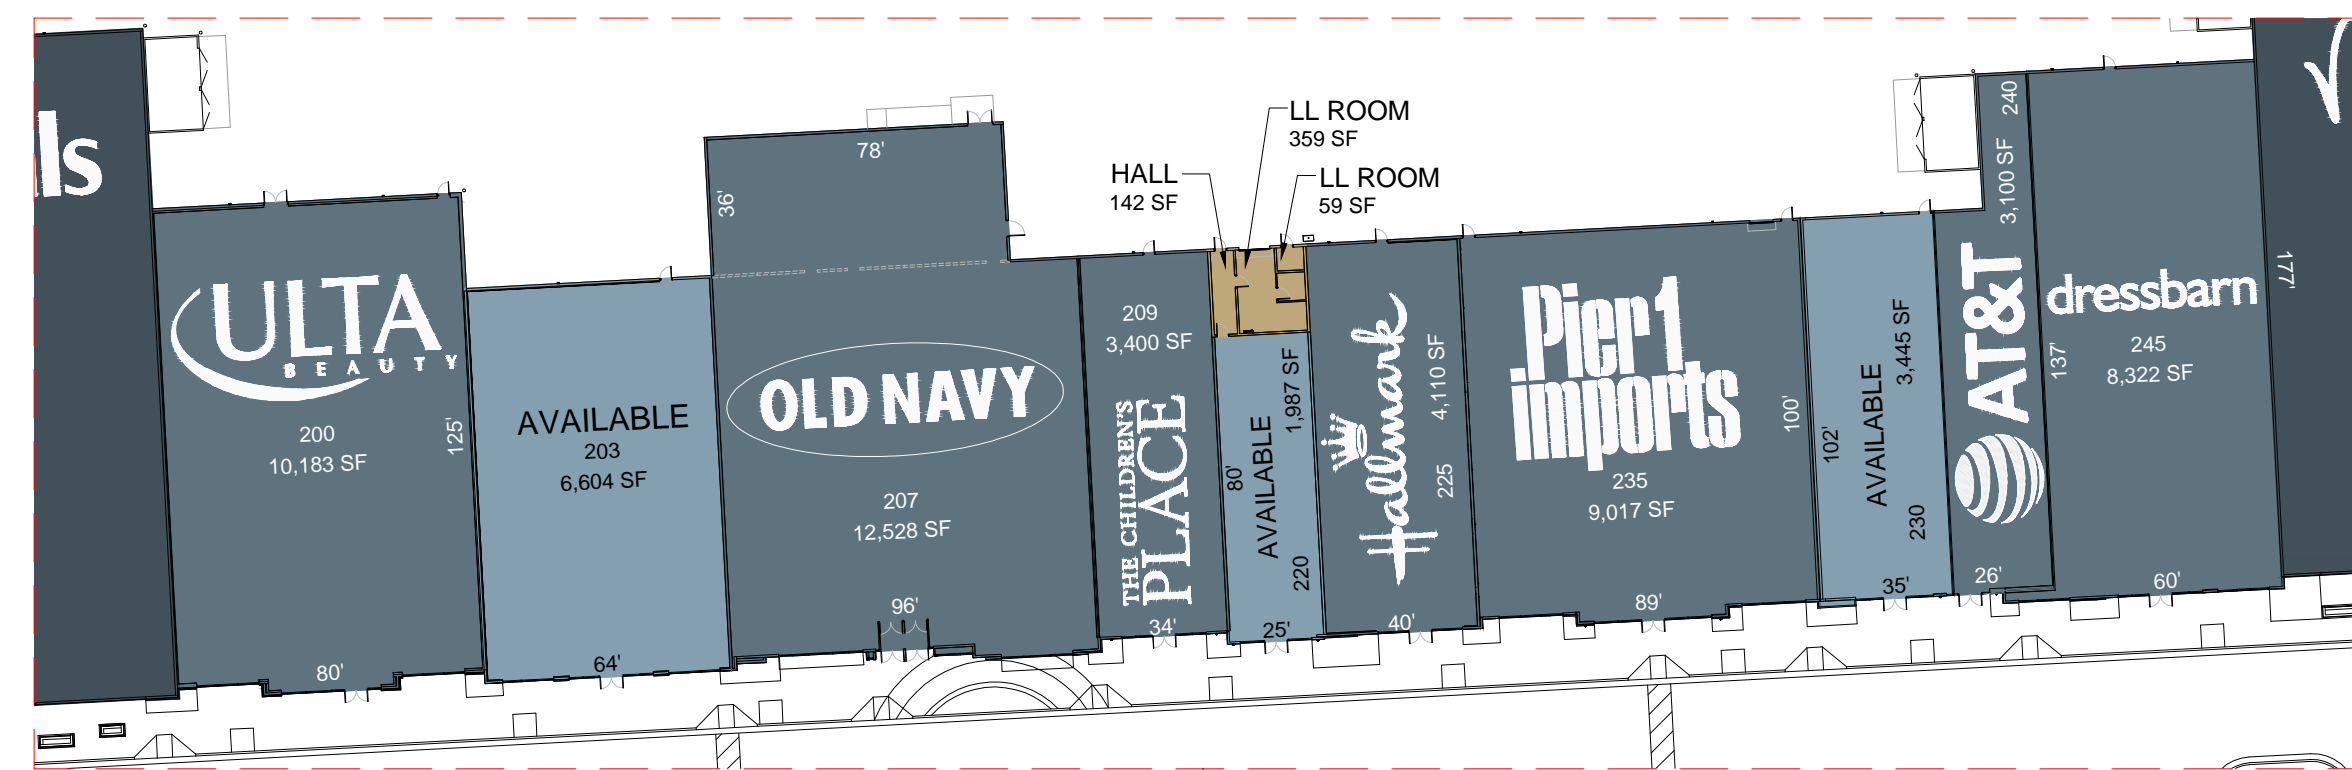 ls
ULTA
BEAUTY
200
10,183 SF
125'
80'
AVAILABLE
203
6,604 SF
64'
78'
36'
OLD NAVY
207
12,528 SF
96'
209
3,400 SF
THE CHILDREN'S
PLACE
34'
HALL
142 SF
LL ROOM
359 SF
LL ROOM
59 SF
80'
AVAILABLE
1,987 SF
220
25'
Hallmark
4,110 SF
225
40'
Pier 1
imports
235
9,017 SF
100'
89'
102'
AVAILABLE
3,445 SF
230
35'
240
3,100 SF
AT&T
26'
dressbarn
245
8,322 SF
137'
177'
60'